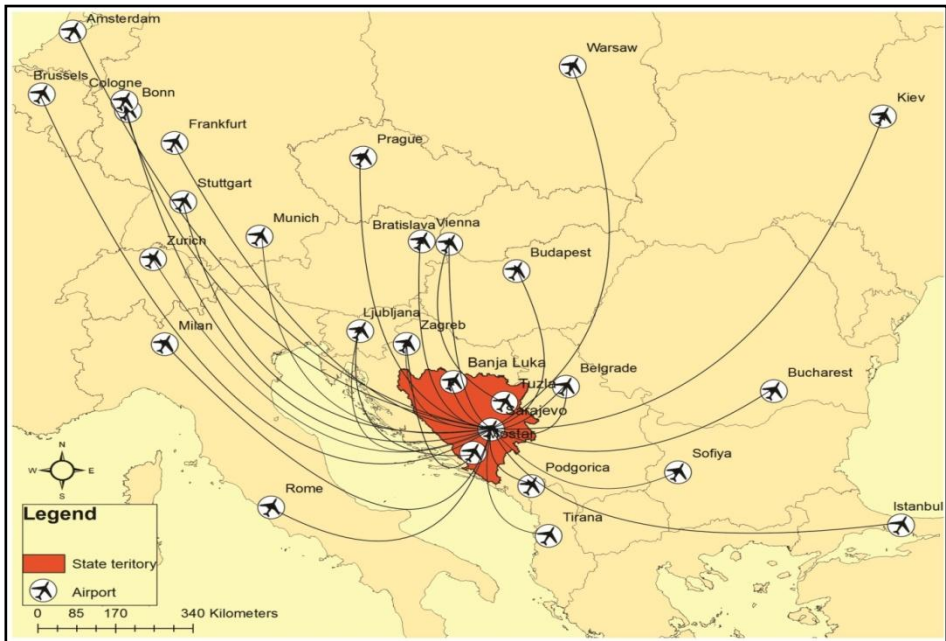 Amsterdam
Warsaw
Brussels
Cologne
Bonn
Kiev
Frankfurt
Prague
Stuttgart
Munich
Bratislava
Vienna
Zurich
Budapest
Ljubljana
Milan
Zagreb
Banja Luka
Belgrade
Tuzla
Bucharest
Sarajevo
Mostar
N
W E
S
Podgorica
Sofiya
Rome
Istanbul
Legend
Tirana
State teritory
Airport
0 85 170 340 Kilometers